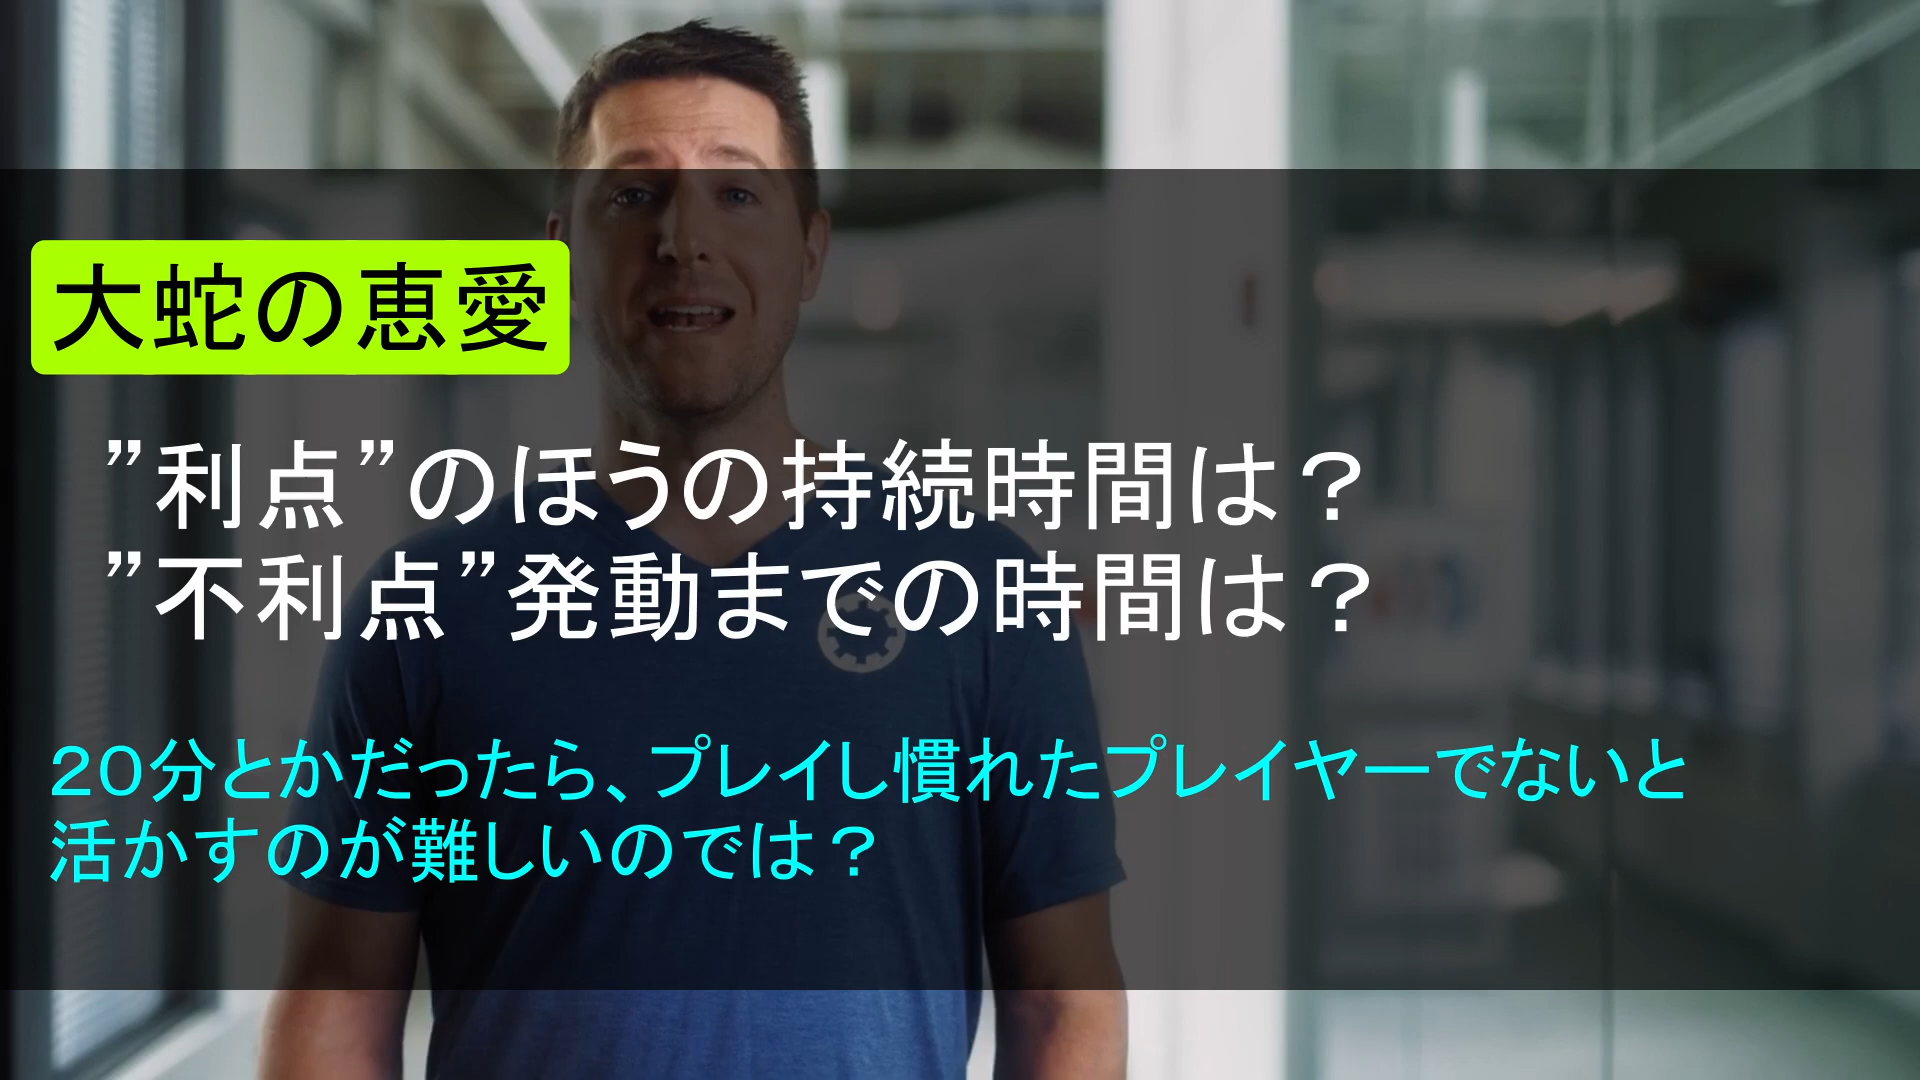 大蛇の恵愛
”利点”のほうの持続時間は？
”不利点”発動までの時間は？
２０分とかだったら、プレイし慣れたプレイヤーでないと
活かすのが難しいのでは？